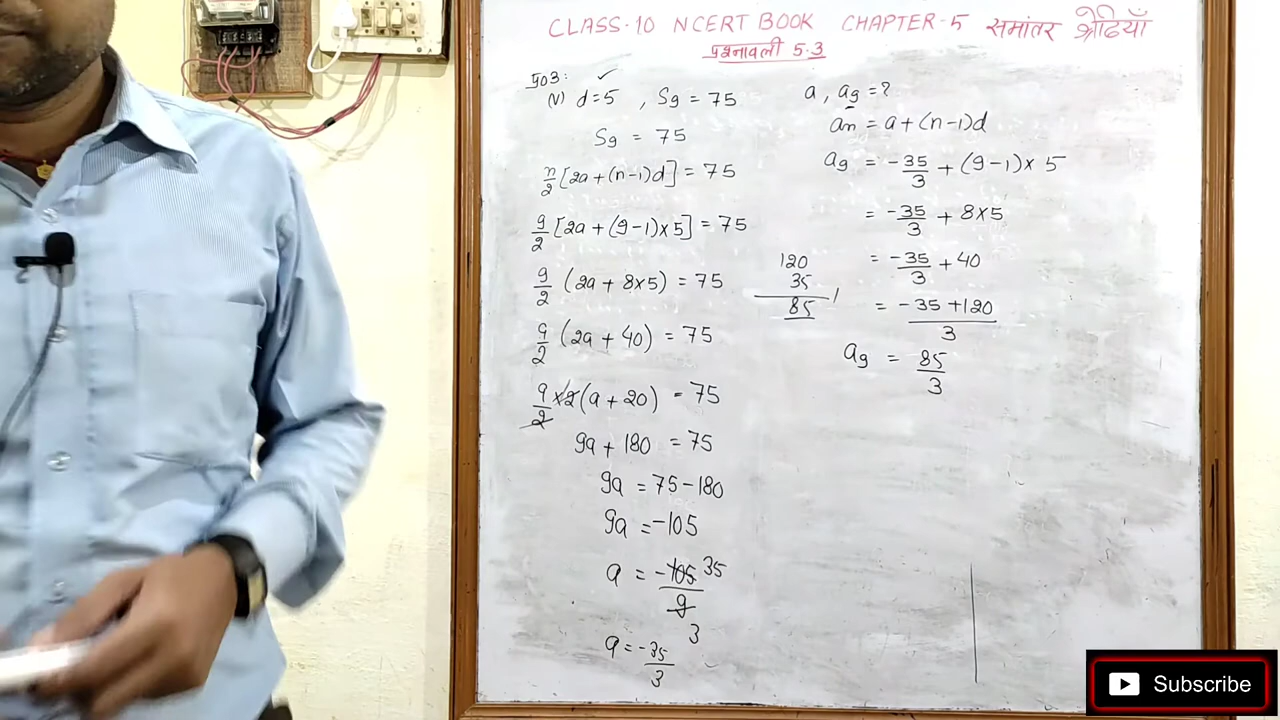 CLASS-10 NCERT BOOK CHAPTER-5 समांतर श्रेढियाँ
प्रश्नावली 5.3
प्र03:
(v) d=5 ✓, S9 = 75
S9 = 75
n/2 [2a+(n-1)d] = 75
9/2 [2a+(9-1)×5] = 75
9/2 (2a + 8×5) = 75
9/2 (2a + 40) = 75
9/2 ×2 (a + 20) = 75
9a + 180 = 75
9a = 75-180
9a = -105
a = -105/9 35/3
a = -35/3
a, a9 = ?
an = a+(n-1)d
a9 = -35/3 + (9-1)× 5
= -35/3 + 8×5
= -35/3 + 40
= -35+120/3
a9 = 85/3
120
35
85
Subscribe